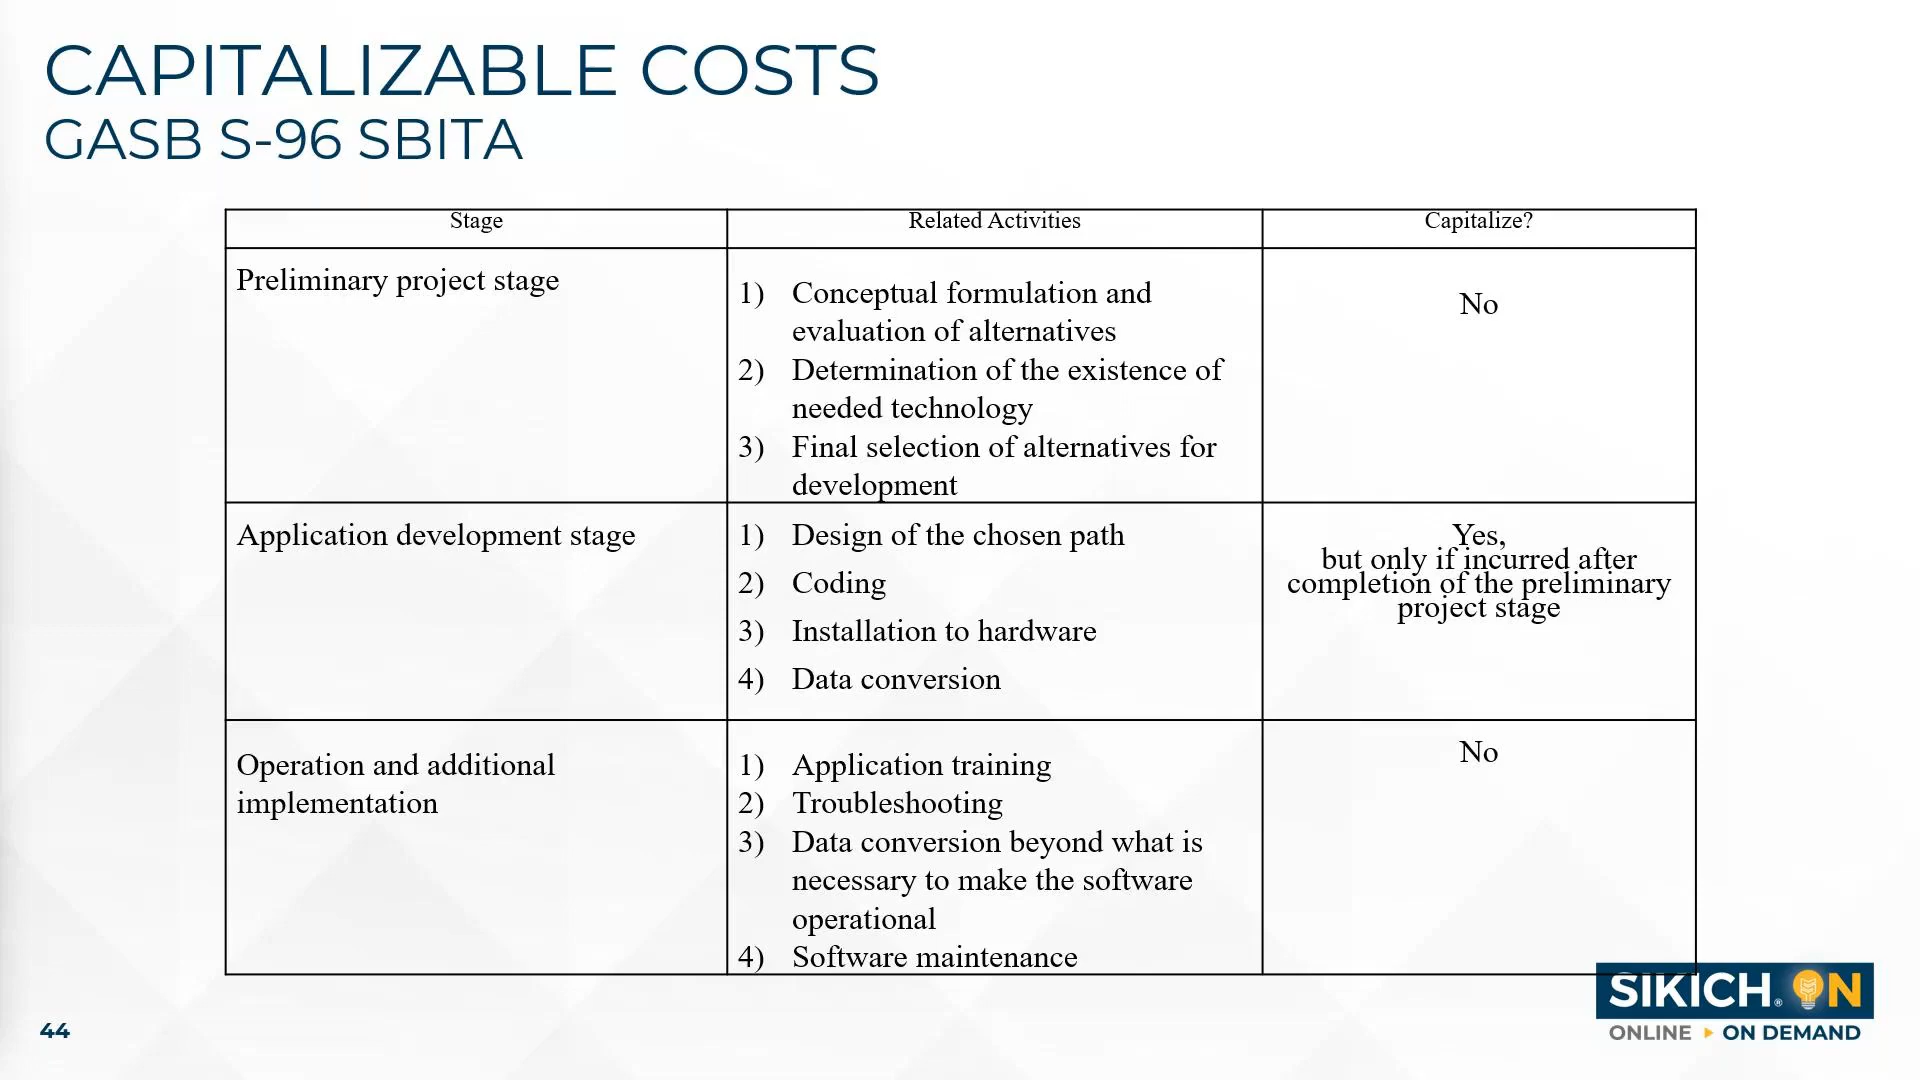 CAPITALIZABLE COSTS
GASB S-96 SBITA
Stage
Related Activities
Capitalize?
Preliminary project stage
1) Conceptual formulation and
evaluation of alternatives
2) Determination of the existence of
needed technology
3) Final selection of alternatives for
development
No
Application development stage
1) Design of the chosen path
2) Coding
3) Installation to hardware
4) Data conversion
Yes,
but only if incurred after
completion of the preliminary
project stage
Operation and additional
implementation
1) Application training
2) Troubleshooting
3) Data conversion beyond what is
necessary to make the software
operational
4) Software maintenance
No
SIKICH® ON
ONLINE ▸ ON DEMAND
44